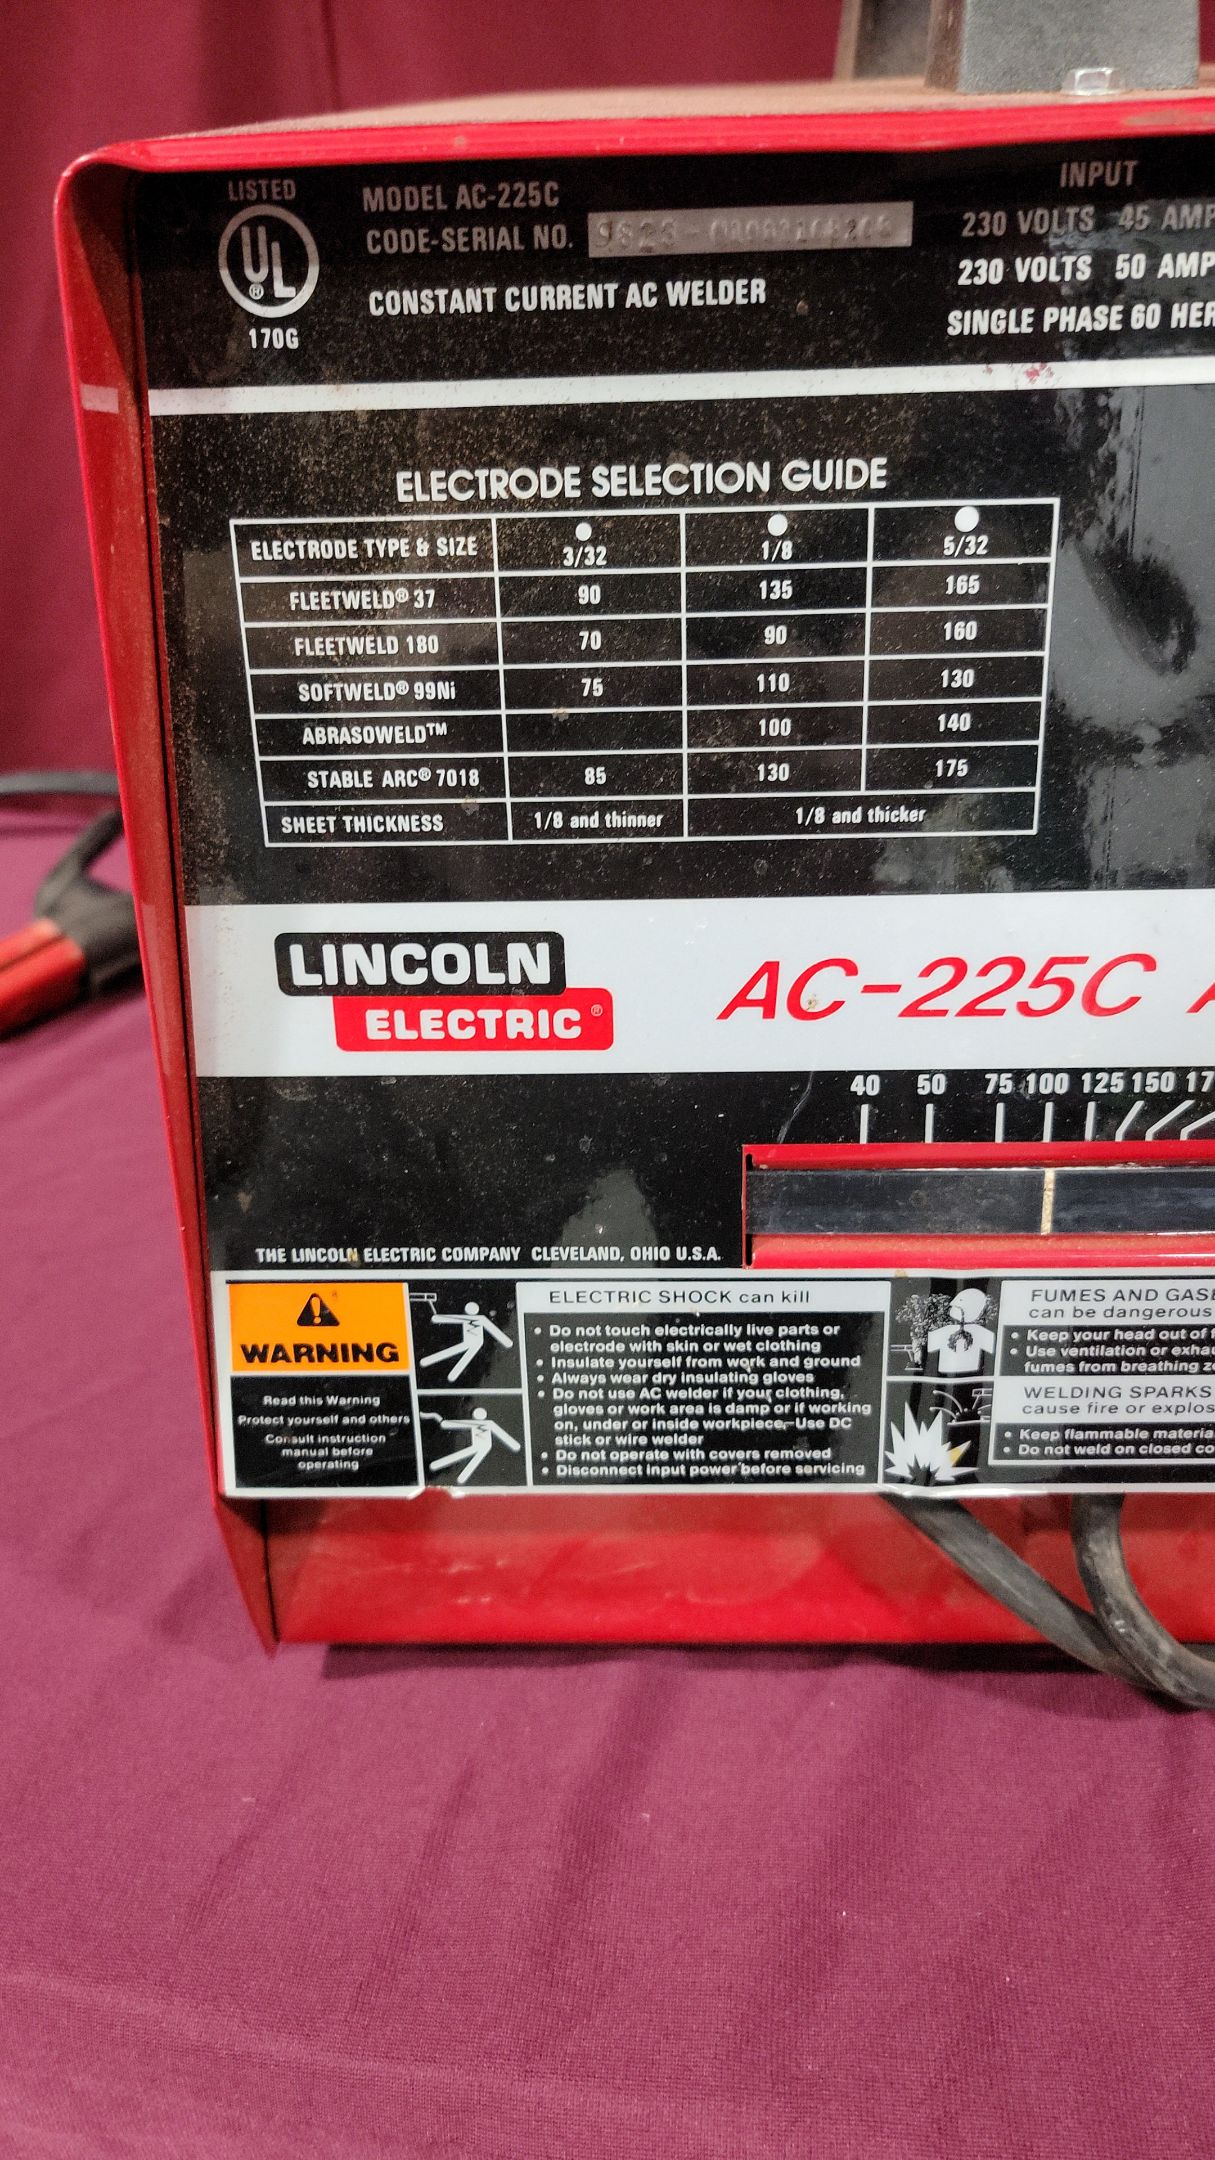 LISTED
UL
®
170G
MODEL AC-225C
CODE-SERIAL NO.
CONSTANT CURRENT AC WELDER
INPUT
230 VOLTS 45 AMP
230 VOLTS 50 AMP
SINGLE PHASE 60 HER
ELECTRODE SELECTION GUIDE
ELECTRODE TYPE & SIZE 3/32 1/8 5/32
FLEETWELD® 37 90 135 165
FLEETWELD 180 70 90 160
SOFTWELD® 99Ni 75 110 130
ABRASOWELD™ 100 140
STABLE ARC® 7018 85 130 175
SHEET THICKNESS 1/8 and thinner 1/8 and thicker
LINCOLN
ELECTRIC®
AC-225C
40 50 75 100 125 150 17
THE LINCOLN ELECTRIC COMPANY CLEVELAND, OHIO U.S.A.
WARNING
Read this Warning
Protect yourself and others
Consult instruction
manual before
operating
ELECTRIC SHOCK can kill
• Do not touch electrically live parts or
electrode with skin or wet clothing
• Insulate yourself from work and ground
• Always wear dry insulating gloves
• Do not use AC welder if your clothing,
gloves or work area is damp or if working
on, under or inside workpiece—Use DC
stick or wire welder
• Do not operate with covers removed
• Disconnect input power before servicing
FUMES AND GASE
can be dangerous
• Keep your head out of f
• Use ventilation or exhau
fumes from breathing zo
WELDING SPARKS
cause fire or explos
• Keep flammable materia
• Do not weld on closed co